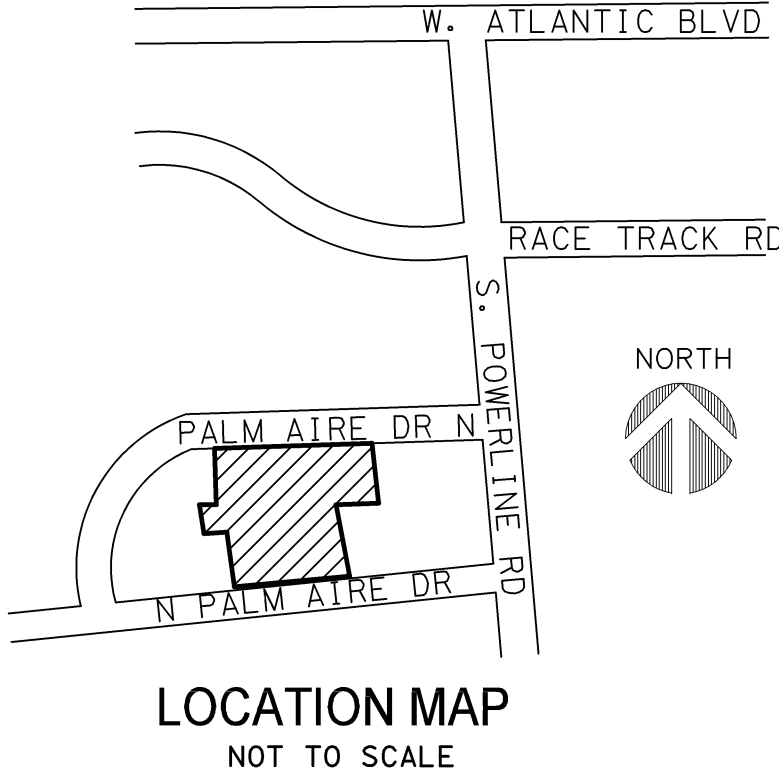 W. ATLANTIC BLVD
RACE TRACK RD
S. POWERLINE RD
NORTH
PALM AIRE DR N
N PALM AIRE DR
LOCATION MAP
NOT TO SCALE